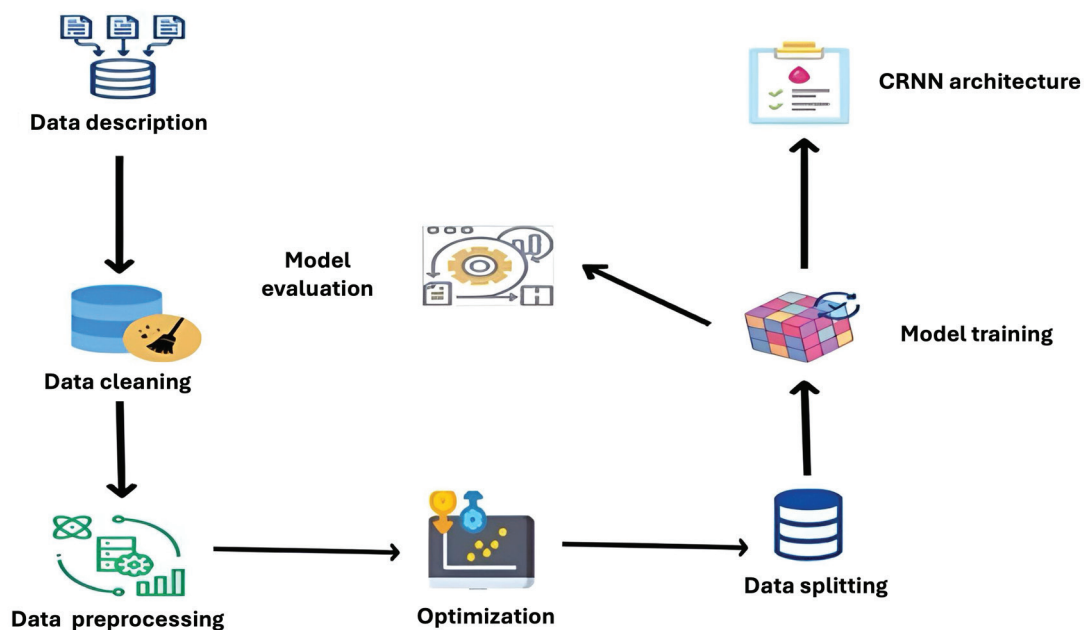 Data description
CRNN architecture
Model
evaluation
Model training
Data cleaning
Data preprocessing
Optimization
Data splitting